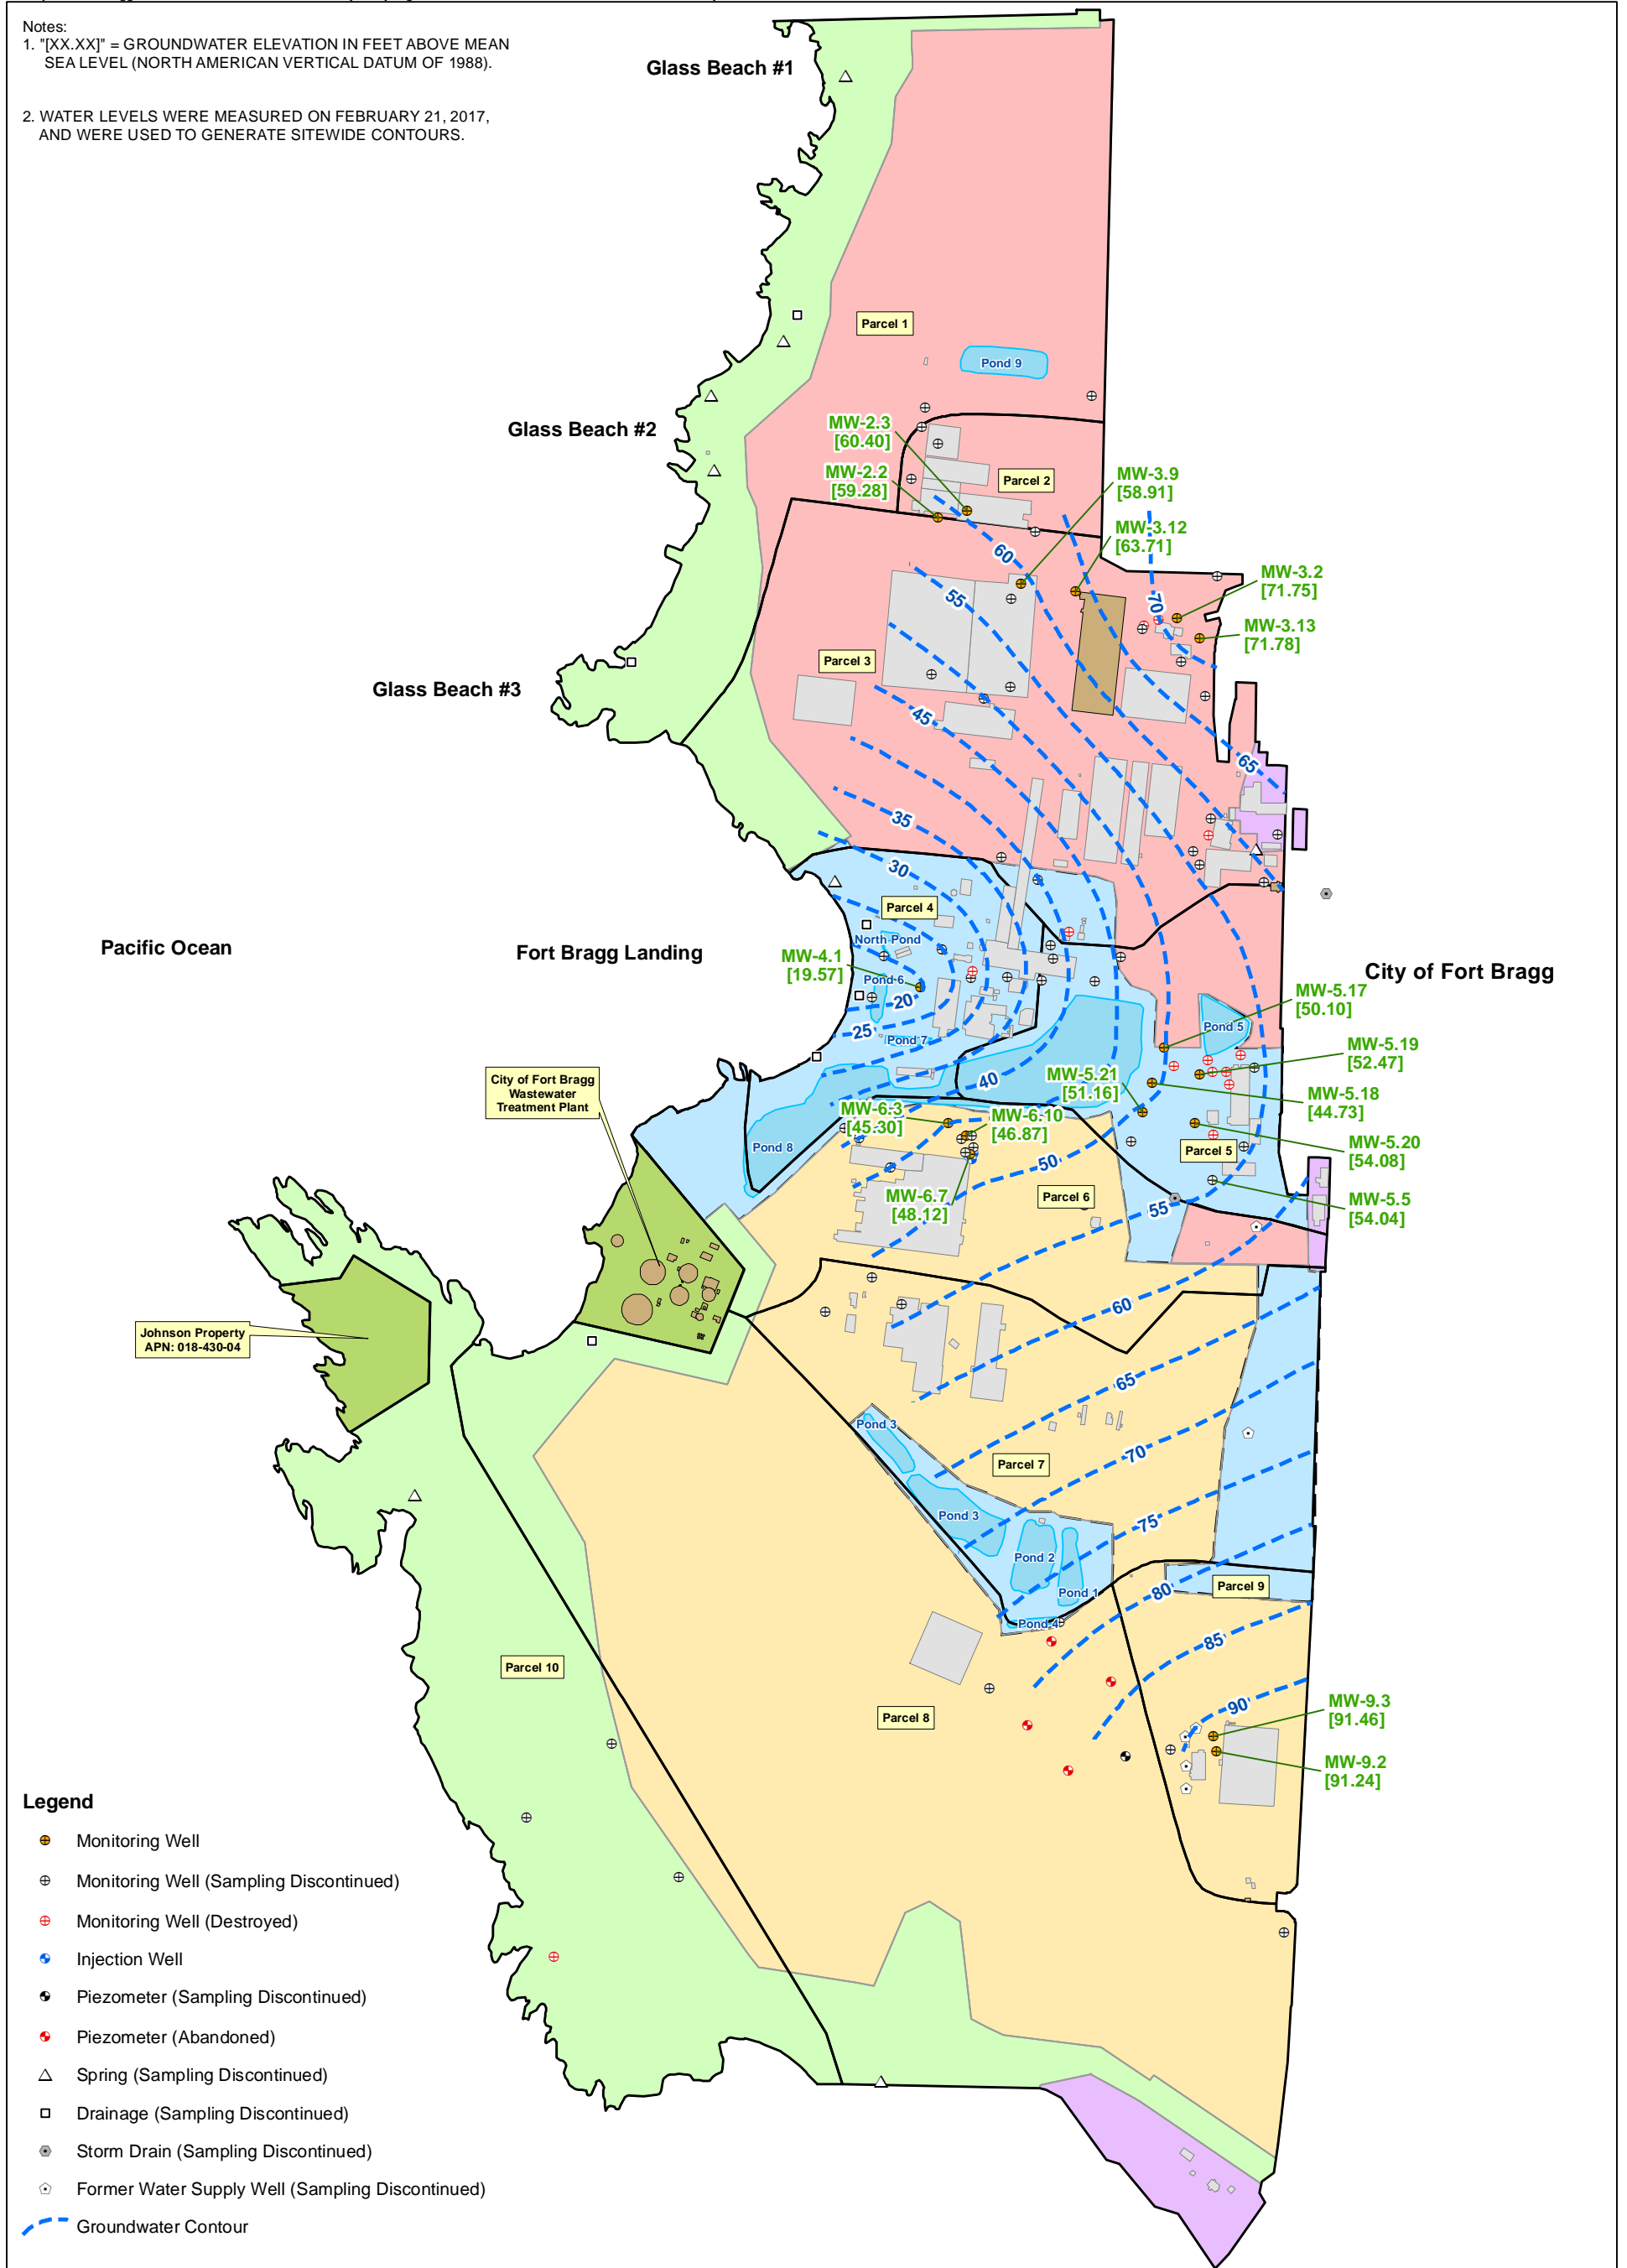 Notes:
1. "[XX.XX]" = GROUNDWATER ELEVATION IN FEET ABOVE MEAN
SEA LEVEL (NORTH AMERICAN VERTICAL DATUM OF 1988).
2. WATER LEVELS WERE MEASURED ON FEBRUARY 21, 2017,
AND WERE USED TO GENERATE SITEWIDE CONTOURS.
Glass Beach #1
Parcel 1
Pond 9
Glass Beach #2
MW-2.3
[60.40]
MW-2.2
[59.28]
Parcel 2
MW-3.9
[58.91]
MW-3.12
[63.71]
MW-3.2
[71.75]
MW-3.13
[71.78]
60
55
70
Parcel 3
Glass Beach #3
45
65
35
30
Parcel 4
North Pond
Pacific Ocean
Fort Bragg Landing
MW-4.1
[19.57]
Pond 6
20
25
Pond 7
City of Fort Bragg
MW-5.17
[50.10]
Pond 5
MW-5.19
[52.47]
MW-5.21
[51.16]
MW-5.18
[44.73]
40
City of Fort Bragg
Wastewater
Treatment Plant
MW-6.3
[45.30]
MW-6.10
[46.87]
MW-5.20
[54.08]
Pond 8
Parcel 5
50
MW-6.7
[48.12]
Parcel 6
MW-5.5
[54.04]
55
60
Johnson Property
APN: 018-430-04
65
Pond 3
70
Parcel 7
Pond 3
75
Pond 2
Pond 1
80
Parcel 9
Pond 4
85
Parcel 10
90
MW-9.3
[91.46]
Parcel 8
MW-9.2
[91.24]
Legend
Monitoring Well
Monitoring Well (Sampling Discontinued)
Monitoring Well (Destroyed)
Injection Well
Piezometer (Sampling Discontinued)
Piezometer (Abandoned)
Spring (Sampling Discontinued)
Drainage (Sampling Discontinued)
Storm Drain (Sampling Discontinued)
Former Water Supply Well (Sampling Discontinued)
Groundwater Contour